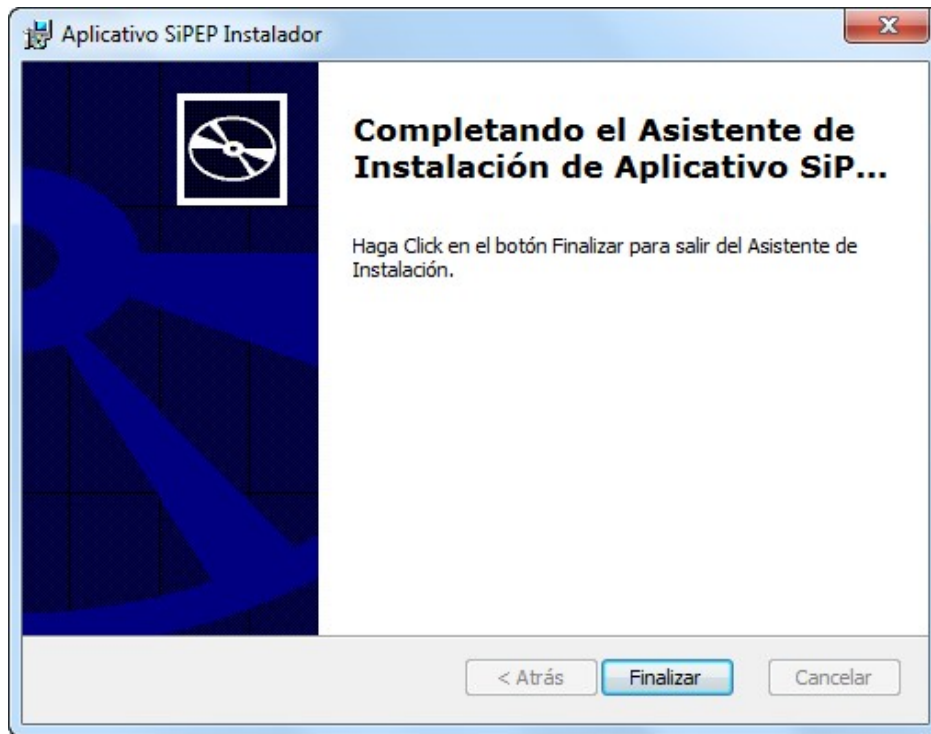 Aplicativo SiPEP Instalador
Completando el Asistente de
Instalación de Aplicativo SiP...
Haga Click en el botón Finalizar para salir del Asistente de
Instalación.
< Atrás
Finalizar
Cancelar